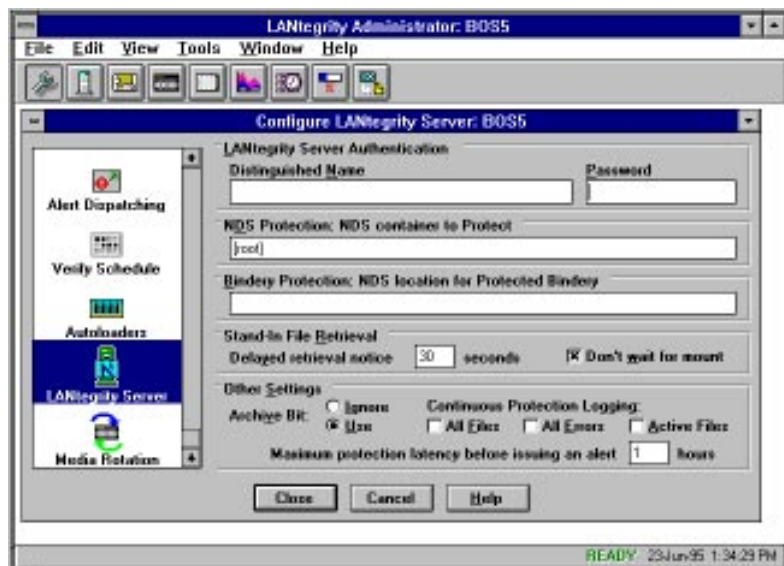 LANtegrity Administrator: BOS5
File Edit View Tools Window Help
Configure LANtegrity Server: BOS5
Alert Dispatching
Verify Schedule
Autoloaders
LANtegrity Server
Media Rotation
LANtegrity Server Authentication
Distinguished Name Password
NDS Protection: NDS container to Protect
[root]
Bindery Protection: NDS location for Protected Bindery
Stand-In File Retrieval
Delayed retrieval notice 30 seconds Don't wait for mount
Other Settings
Archive Bit: Ignore Continuous Protection Logging:
Use All Files All Errors Active Files
Maximum protection latency before issuing an alert 1 hours
Close Cancel Help
READY 23-Jun-95 1:34:29 PM